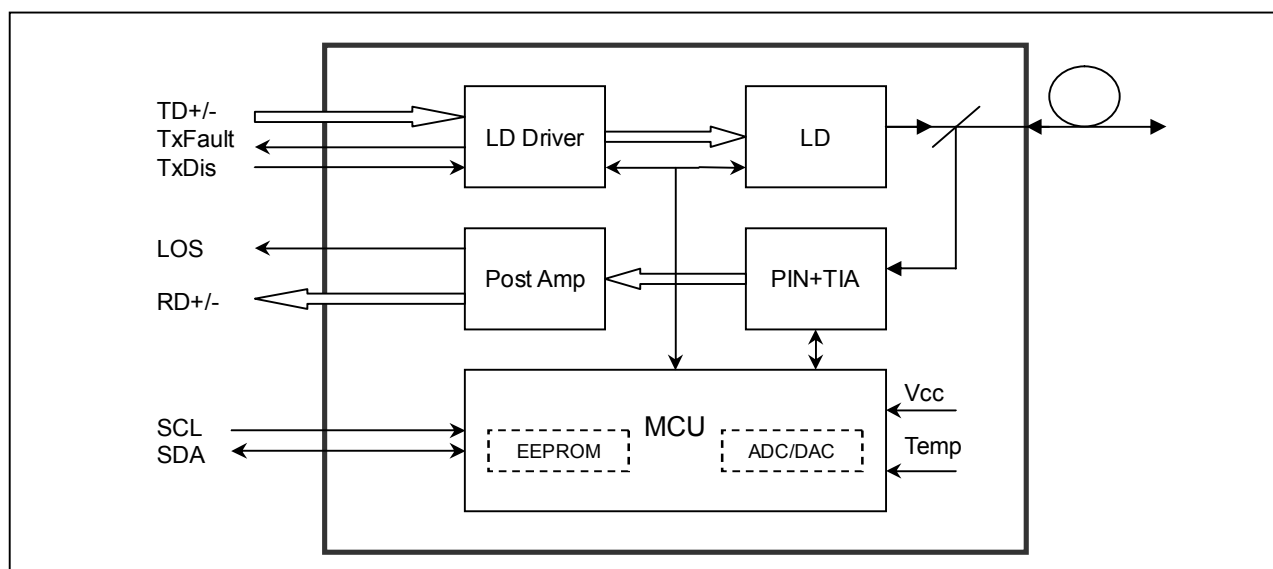 TD+/-
TxFault
TxDis
LD Driver
LD
LOS
RD+/-
Post Amp
PIN+TIA
SCL
SDA
MCU
EEPROM
ADC/DAC
Vcc
Temp